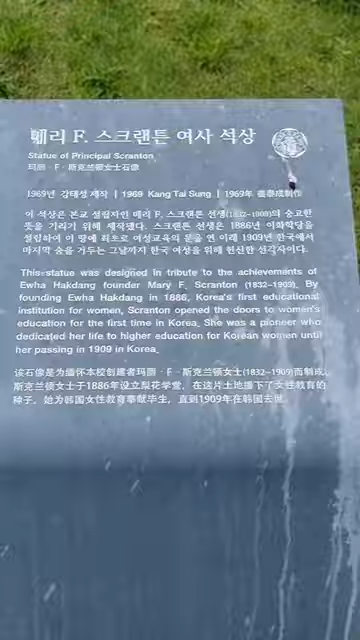 메리 F. 스크랜튼 여사 석상
Statue of Principal Scranton
玛丽·F·斯克兰顿女士石像
1969년 강태성 제작 | 1969 Kang Tai Sung | 1969年 姜泰成制作
이 석상은 본교 설립자인 메리 F. 스크랜튼 선생(1832-1909)의 숭고한
뜻을 기리기 위해 제작됐다. 스크랜튼 선생은 1886년 이화학당을
설립하여 이 땅에 최초로 여성교육의 문을 연 이래 1909년 한국에서
마지막 숨을 거두는 그날까지 한국 여성을 위해 헌신한 선각자이다.
This statue was designed in tribute to the achievements of
Ewha Hakdang founder Mary F. Scranton (1832-1909). By
founding Ewha Hakdang in 1886, Korea's first educational
institution for women, Scranton opened the doors to women's
education for the first time in Korea. She was a pioneer who
dedicated her life to higher education for Korean women until
her passing in 1909 in Korea.
该石像是为缅怀本校创建者玛丽·F·斯克兰顿女士(1832-1909)而制成。
斯克兰顿女士于1886年设立梨花学堂，在这片土地播下了女性教育的
种子，她为韩国女性教育奉献毕生，直到1909年在韩国去世。